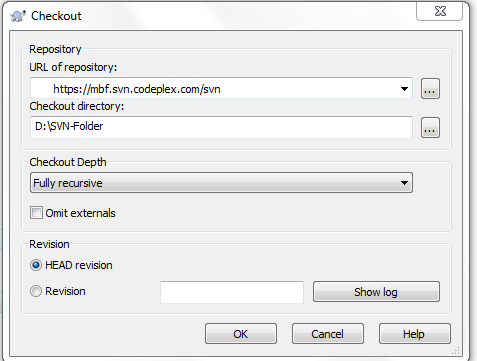 Checkout
Repository
URL of repository:
https://mbf.svn.codeplex.com/svn
...
Checkout directory:
D:\SVN-Folder
...
Checkout Depth
Fully recursive
Omit externals
Revision
HEAD revision
Revision
Show log
OK Cancel Help